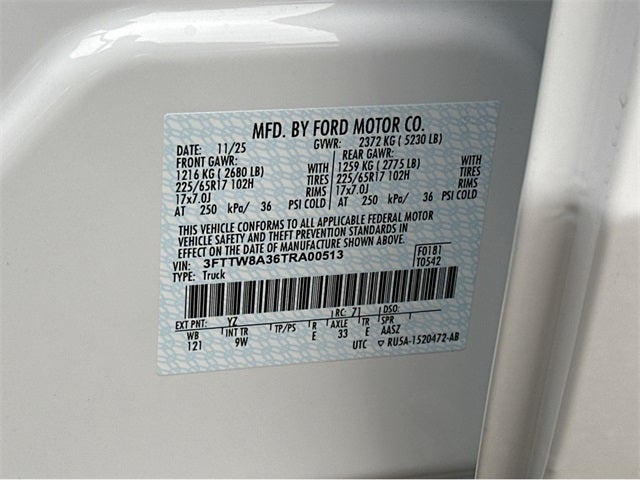 MFD. BY FORD MOTOR CO.
DATE: 11/25 GVWR: 2372 KG ( 5230 LB)
FRONT GAWR: REAR GAWR:
1216 KG ( 2680 LB) WITH 1259 KG ( 2775 LB) WITH
225/65R17 102H TIRES 225/65R17 102H TIRES
17x7.0J RIMS 17x7.0J RIMS
AT 250 kPa/ 36 PSI COLD AT 250 kPa/ 36 PSI COLD
THIS VEHICLE CONFORMS TO ALL APPLICABLE FEDERAL MOTOR
VEHICLE SAFETY AND THEFT PREVENTION STANDARDS IN EFFECT ON
THE DATE OF MANUFACTURE SHOWN ABOVE.
VIN: 3FTTW8A36TRA00513 F0181
TYPE: Truck T0542
EXT PNT: YZ RC: 71 DSO:
WB INT TR TP/PS R AXLE TR SPR
121 9W E 33 E AASZ
UTC RU5A-1520472-AB